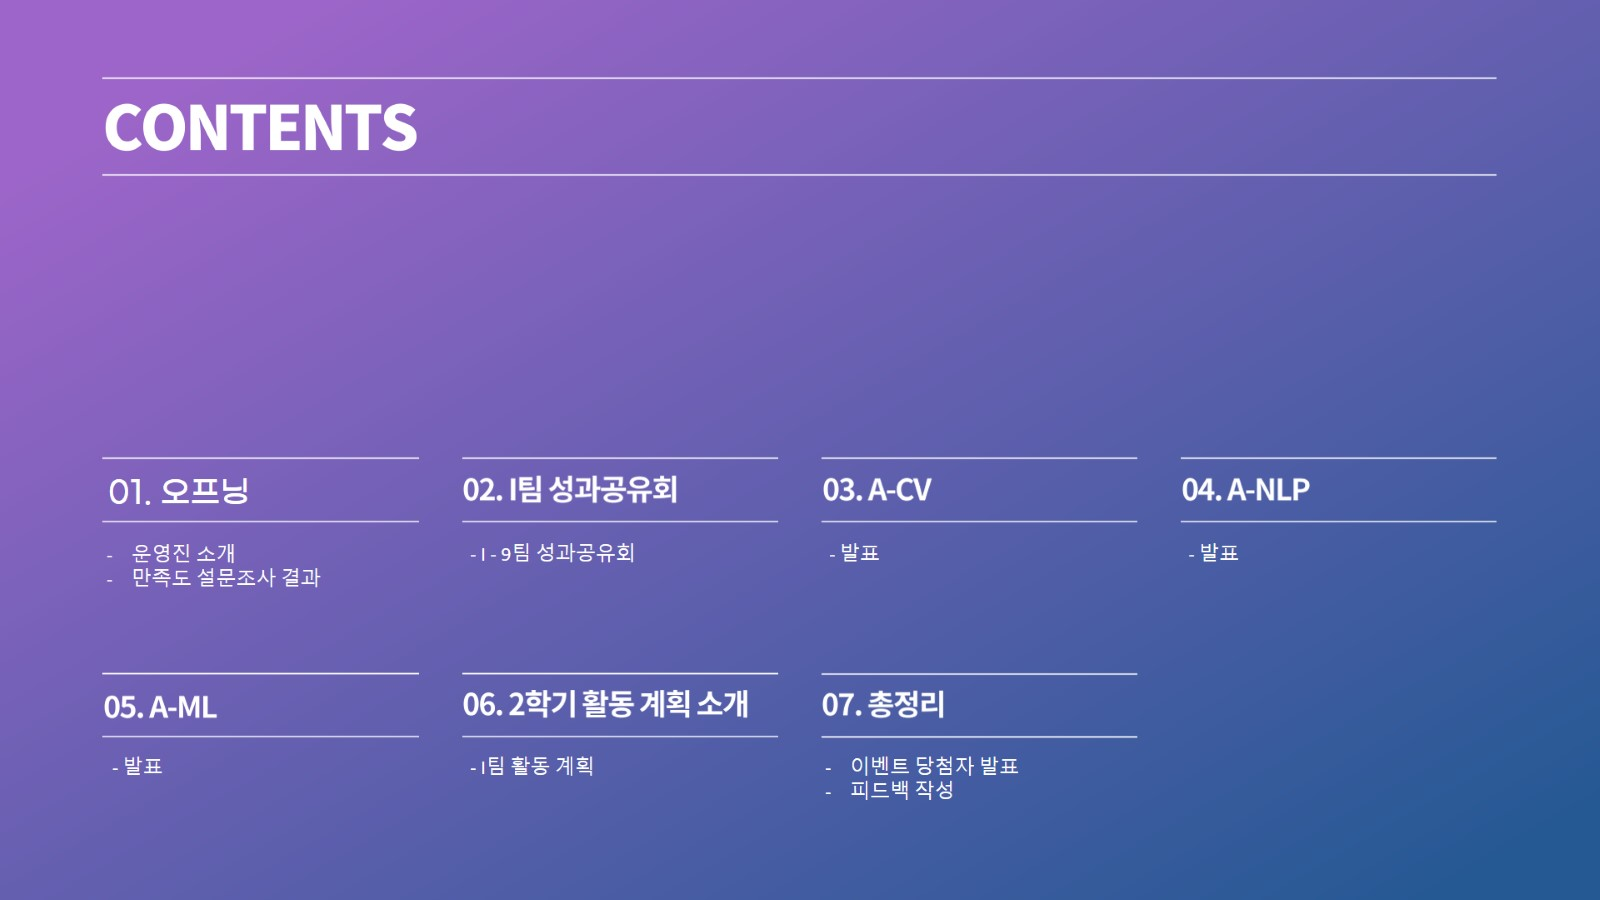 CONTENTS
01. 오프닝
- 운영진 소개
- 만족도 설문조사 결과
02. I팀 성과공유회
- I - 9팀 성과공유회
03. A-CV
- 발표
04. A-NLP
- 발표
05. A-ML
- 발표
06. 2학기 활동 계획 소개
- I팀 활동 계획
07. 총정리
- 이벤트 당첨자 발표
- 피드백 작성